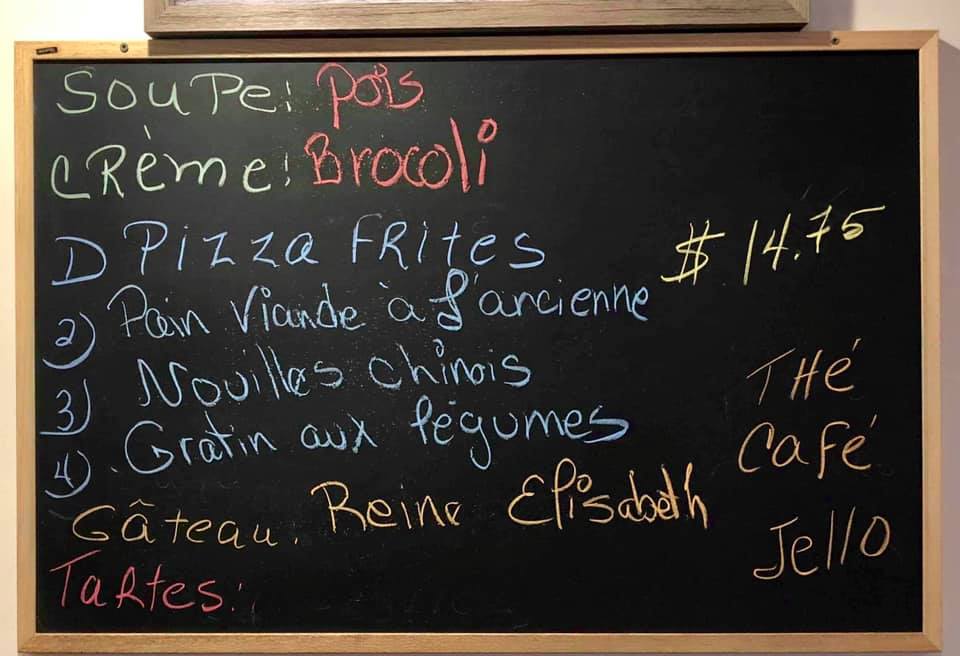 Soupe: Pois
Crème: Brocoli
1) Pizza Frites
$ 14.75
2) Pain Viande à l'ancienne
3) Nouilles chinois
4) Gratin aux légumes
Thé
Café
Gâteau. Reine Elisabeth
Jello
Tartes: